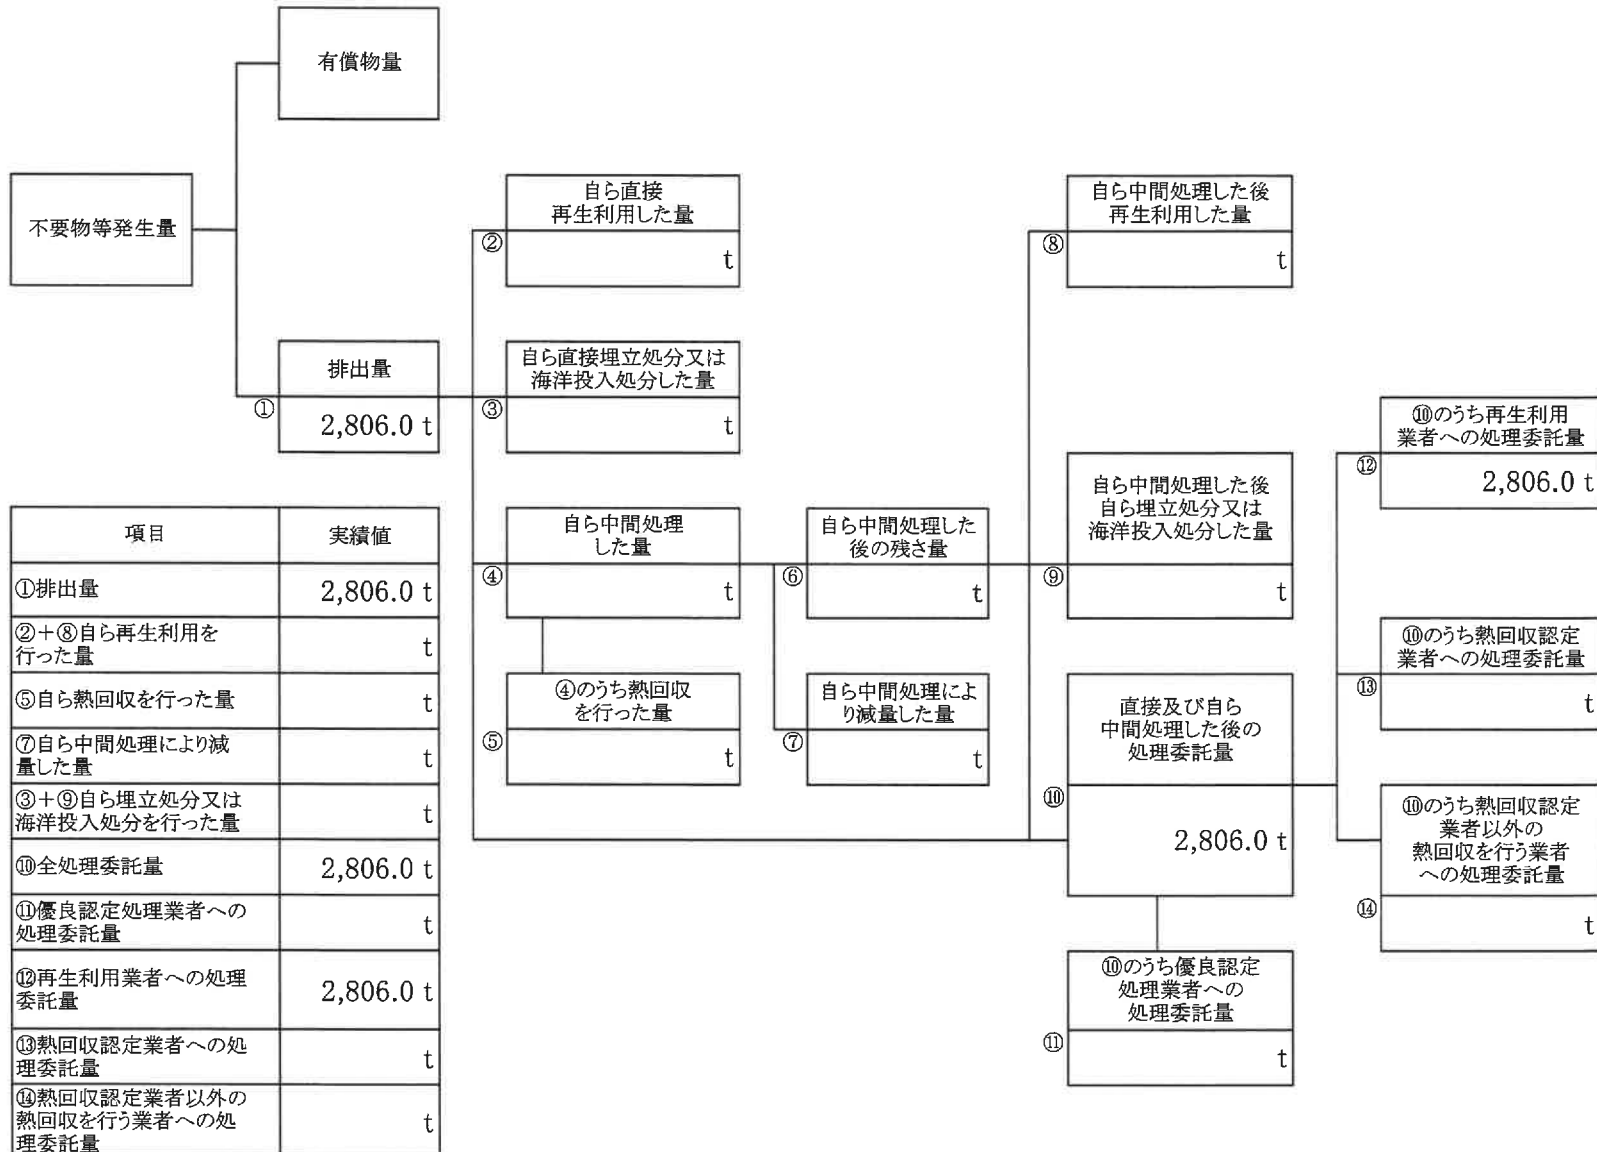 有償物量
不要物等発生量
排出量
①
2,806.0 t
自ら直接
再生利用した量
②
t
自ら直接埋立処分又は
海洋投入処分した量
③
t
自ら中間処理
した量
④
t
④のうち熱回収
を行った量
⑤
t
自ら中間処理した
後の残さ量
⑥
t
自ら中間処理によ
り減量した量
⑦
t
自ら中間処理した後
再生利用した量
⑧
t
自ら中間処理した後
自ら埋立処分又は
海洋投入処分した量
⑨
t
直接及び自ら
中間処理した後の
処理委託量
⑩
2,806.0 t
⑩のうち優良認定
処理業者への
処理委託量
⑪
t
⑩のうち再生利用
業者への処理委託量
⑫
2,806.0 t
⑩のうち熱回収認定
業者への処理委託量
⑬
t
⑩のうち熱回収認定
業者以外の
熱回収を行う業者
への処理委託量
⑭
t
項目 実績値
①排出量 2,806.0 t
②+⑧自ら再生利用を
行った量 t
⑤自ら熱回収を行った量 t
⑦自ら中間処理により減
量した量 t
③+⑨自ら埋立処分又は
海洋投入処分を行った量 t
⑩全処理委託量 2,806.0 t
⑪優良認定処理業者への
処理委託量 t
⑫再生利用業者への処理
委託量 2,806.0 t
⑬熱回収認定業者への処
理委託量 t
⑭熱回収認定業者以外の
熱回収を行う業者への処
理委託量 t